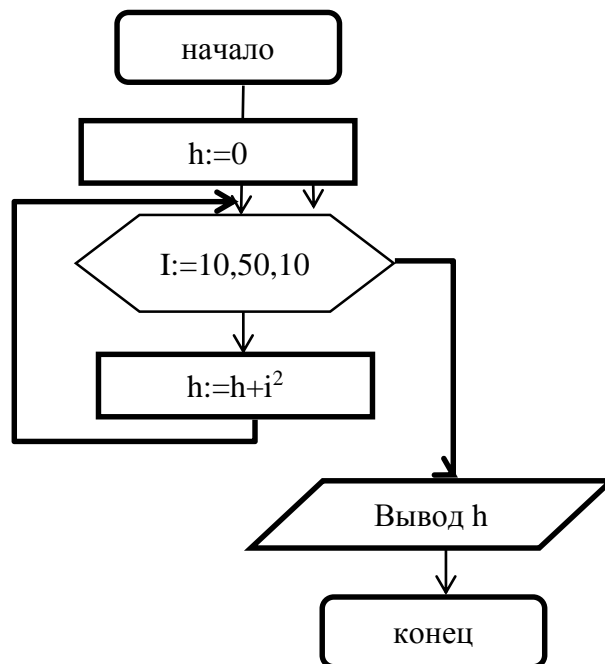 начало
h:=0
I:=10,50,10
h:=h+i²
Вывод h
конец